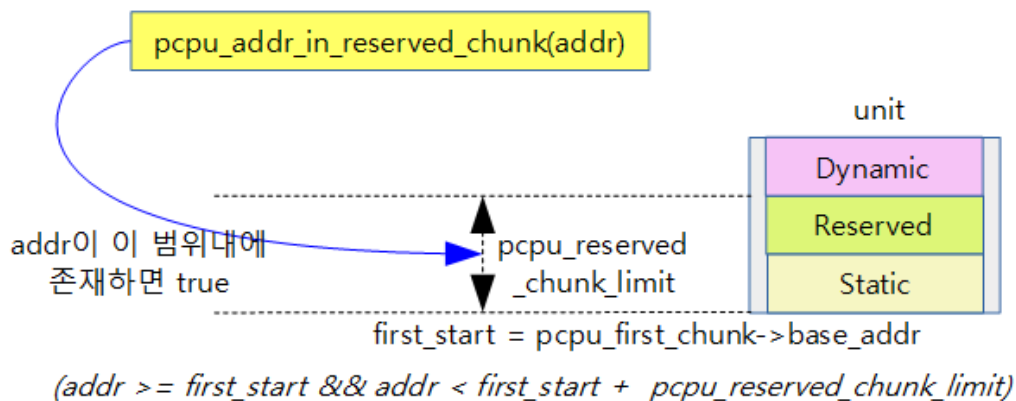 pcpu_addr_in_reserved_chunk(addr)
unit
Dynamic
Reserved
Static
addr이 이 범위내에
존재하면 true
pcpu_reserved
_chunk_limit
first_start = pcpu_first_chunk->base_addr
(addr >= first_start && addr < first_start + pcpu_reserved_chunk_limit)